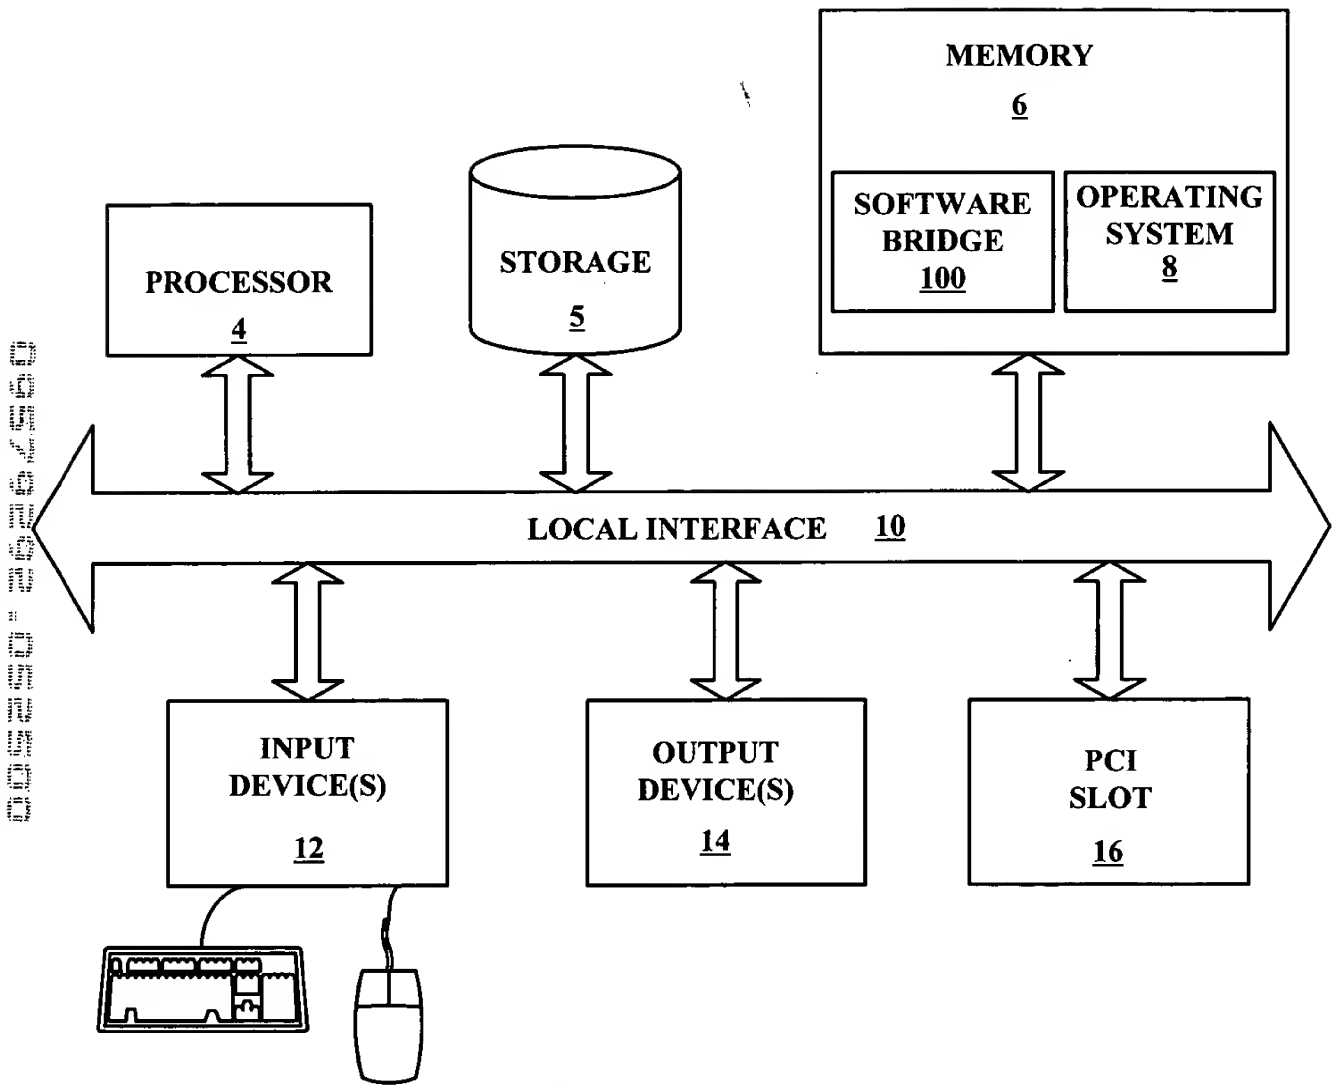 MEMORY
6
SOFTWARE
BRIDGE
100
OPERATING
SYSTEM
8
STORAGE
5
PROCESSOR
4
LOCAL INTERFACE 10
INPUT
DEVICE(S)
12
OUTPUT
DEVICE(S)
14
PCI
SLOT
16